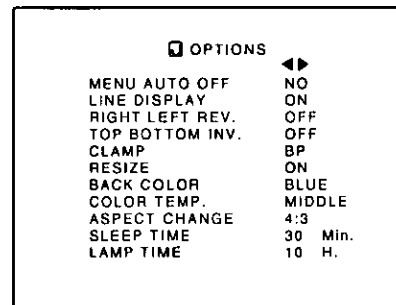 OPTIONS
MENU AUTO OFF NO
LINE DISPLAY ON
RIGHT LEFT REV. OFF
TOP BOTTOM INV. OFF
CLAMP BP
RESIZE ON
BACK COLOR BLUE
COLOR TEMP. MIDDLE
ASPECT CHANGE 4:3
SLEEP TIME 30 Min.
LAMP TIME 10 H.